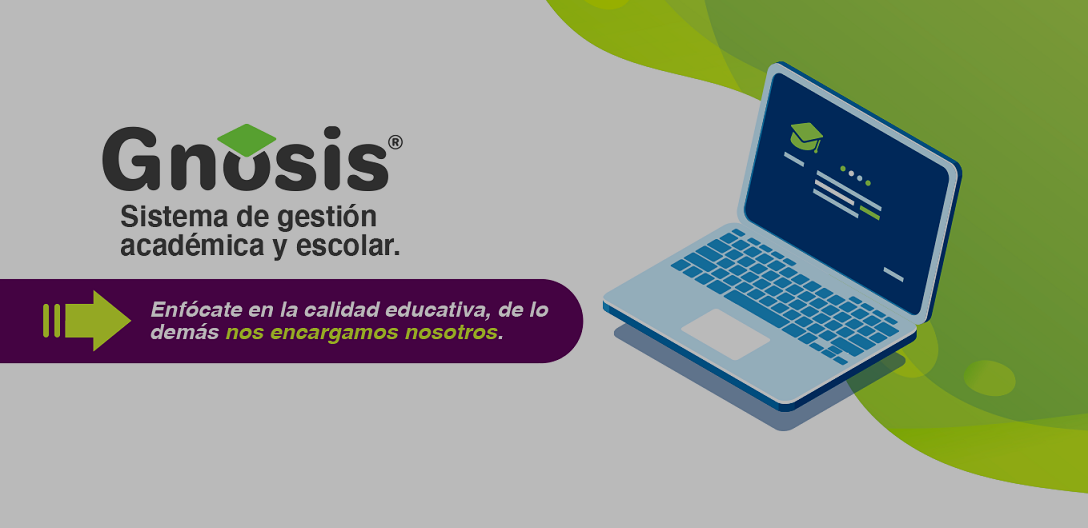 Gnosis®
Sistema de gestión
académica y escolar.
Enfócate en la calidad educativa, de lo
demás nos encargamos nosotros.